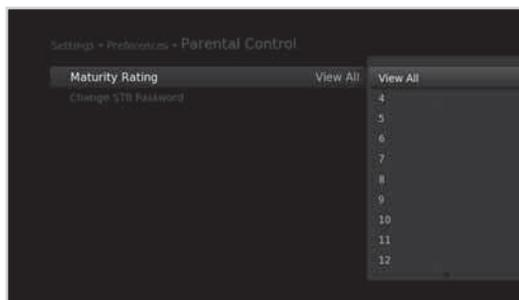 Settings • Preferences • Parental Control
Maturity Rating View All
Change STB Password
View All
4
5
6
7
8
9
10
11
12